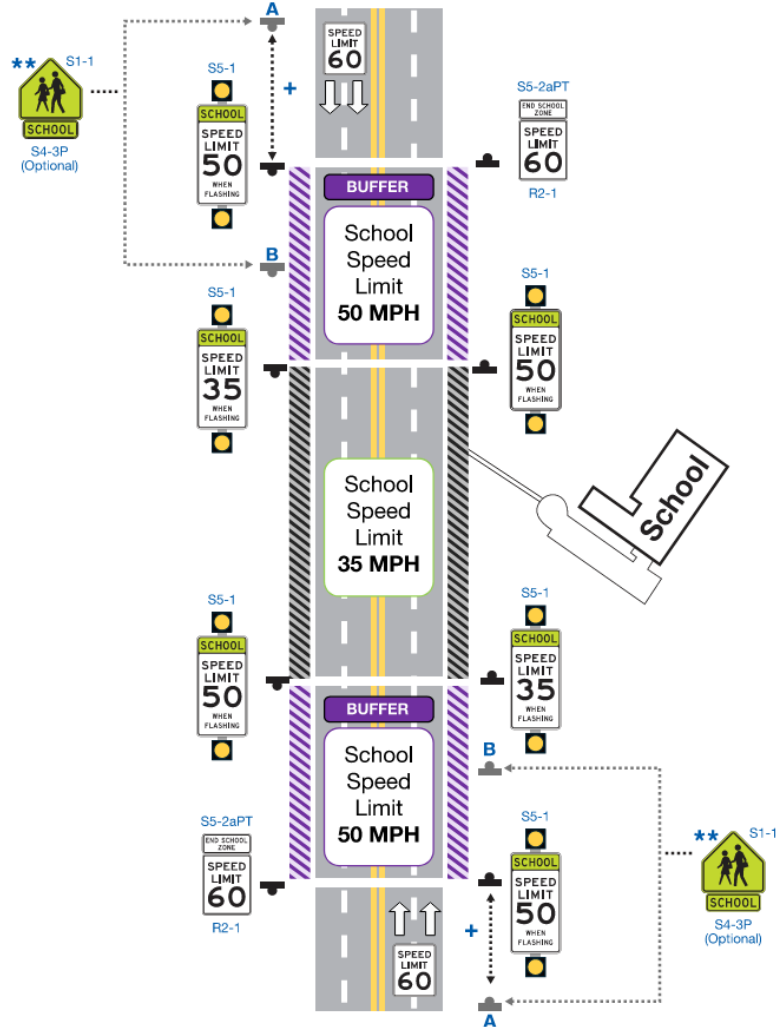 A
SPEED
LIMIT
60
** S1-1
SCHOOL
S4-3P
(Optional)
S5-1
SCHOOL
SPEED
LIMIT
50
WHEN
FLASHING
+
S5-2aPT
END SCHOOL
ZONE
SPEED
LIMIT
60
R2-1
BUFFER
School
Speed
Limit
50 MPH
B
S5-1
SCHOOL
SPEED
LIMIT
35
WHEN
FLASHING
S5-1
SCHOOL
SPEED
LIMIT
50
WHEN
FLASHING
School
Speed
Limit
35 MPH
School
S5-1
SCHOOL
SPEED
LIMIT
50
WHEN
FLASHING
S5-1
SCHOOL
SPEED
LIMIT
35
WHEN
FLASHING
BUFFER
School
Speed
Limit
50 MPH
B
S5-2aPT
END SCHOOL
ZONE
SPEED
LIMIT
60
R2-1
S5-1
SCHOOL
SPEED
LIMIT
50
WHEN
FLASHING
** S1-1
SCHOOL
S4-3P
(Optional)
+
SPEED
LIMIT
60
A